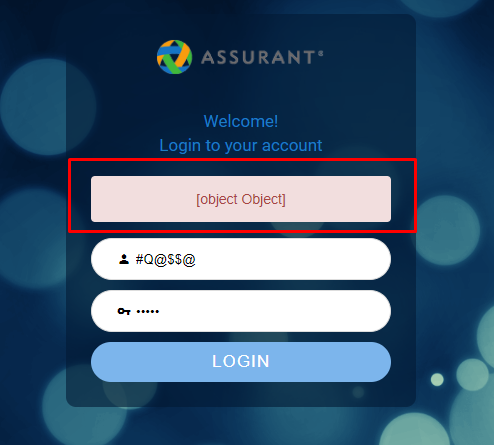 ASSURANT®
Welcome!
Login to your account
[object Object]
#Q@$$@
•••••
LOGIN